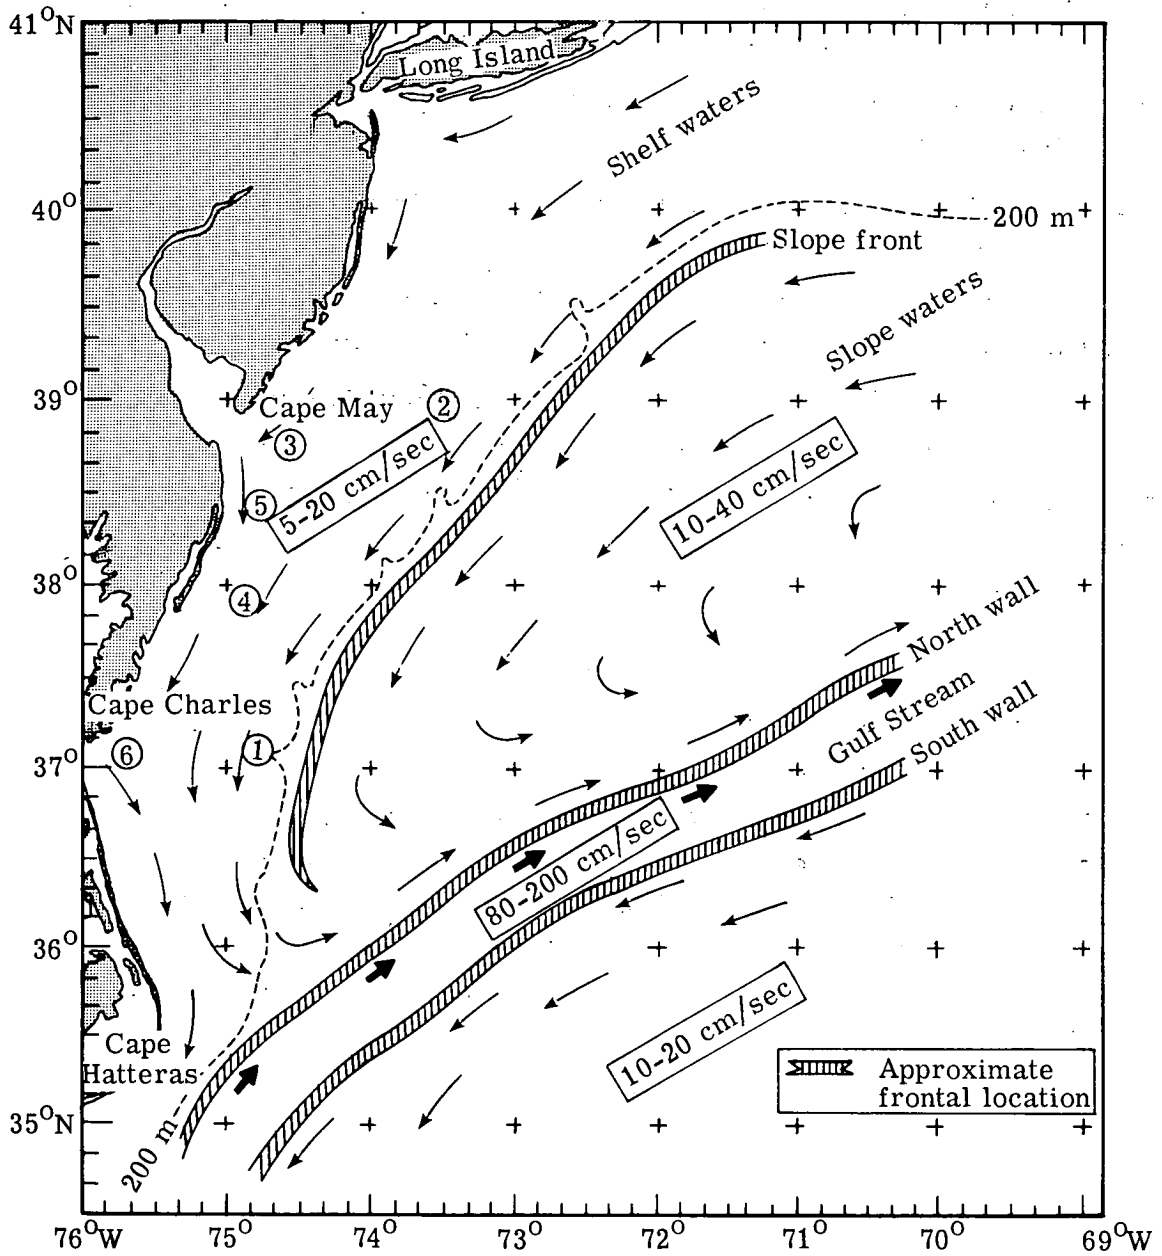 41°N
Long Island
Shelf waters
40°
200 m
Slope front
Slope waters
39°
Cape May
2
3
5-20 cm/sec
10-40 cm/sec
5
38°
4
North wall
Cape Charles
Gulf Stream
South wall
6
1
37°
80-200 cm/sec
36°
10-20 cm/sec
Cape
Hatteras
Approximate
frontal location
35°N
200 m
76°W
75°
74°
73°
72°
71°
70°
69°W